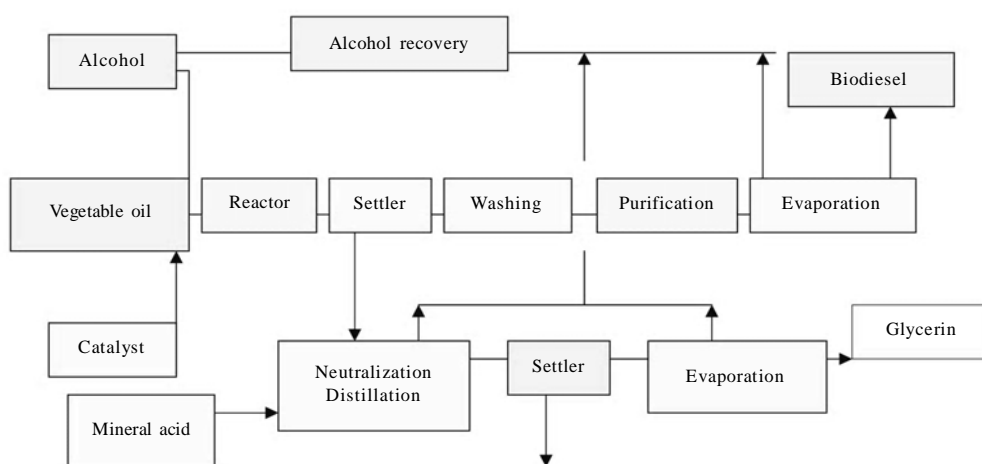 Alcohol
Alcohol recovery
Biodiesel
Vegetable oil
Reactor
Settler
Washing
Purification
Evaporation
Catalyst
Neutralization
Distillation
Settler
Evaporation
Glycerin
Mineral acid